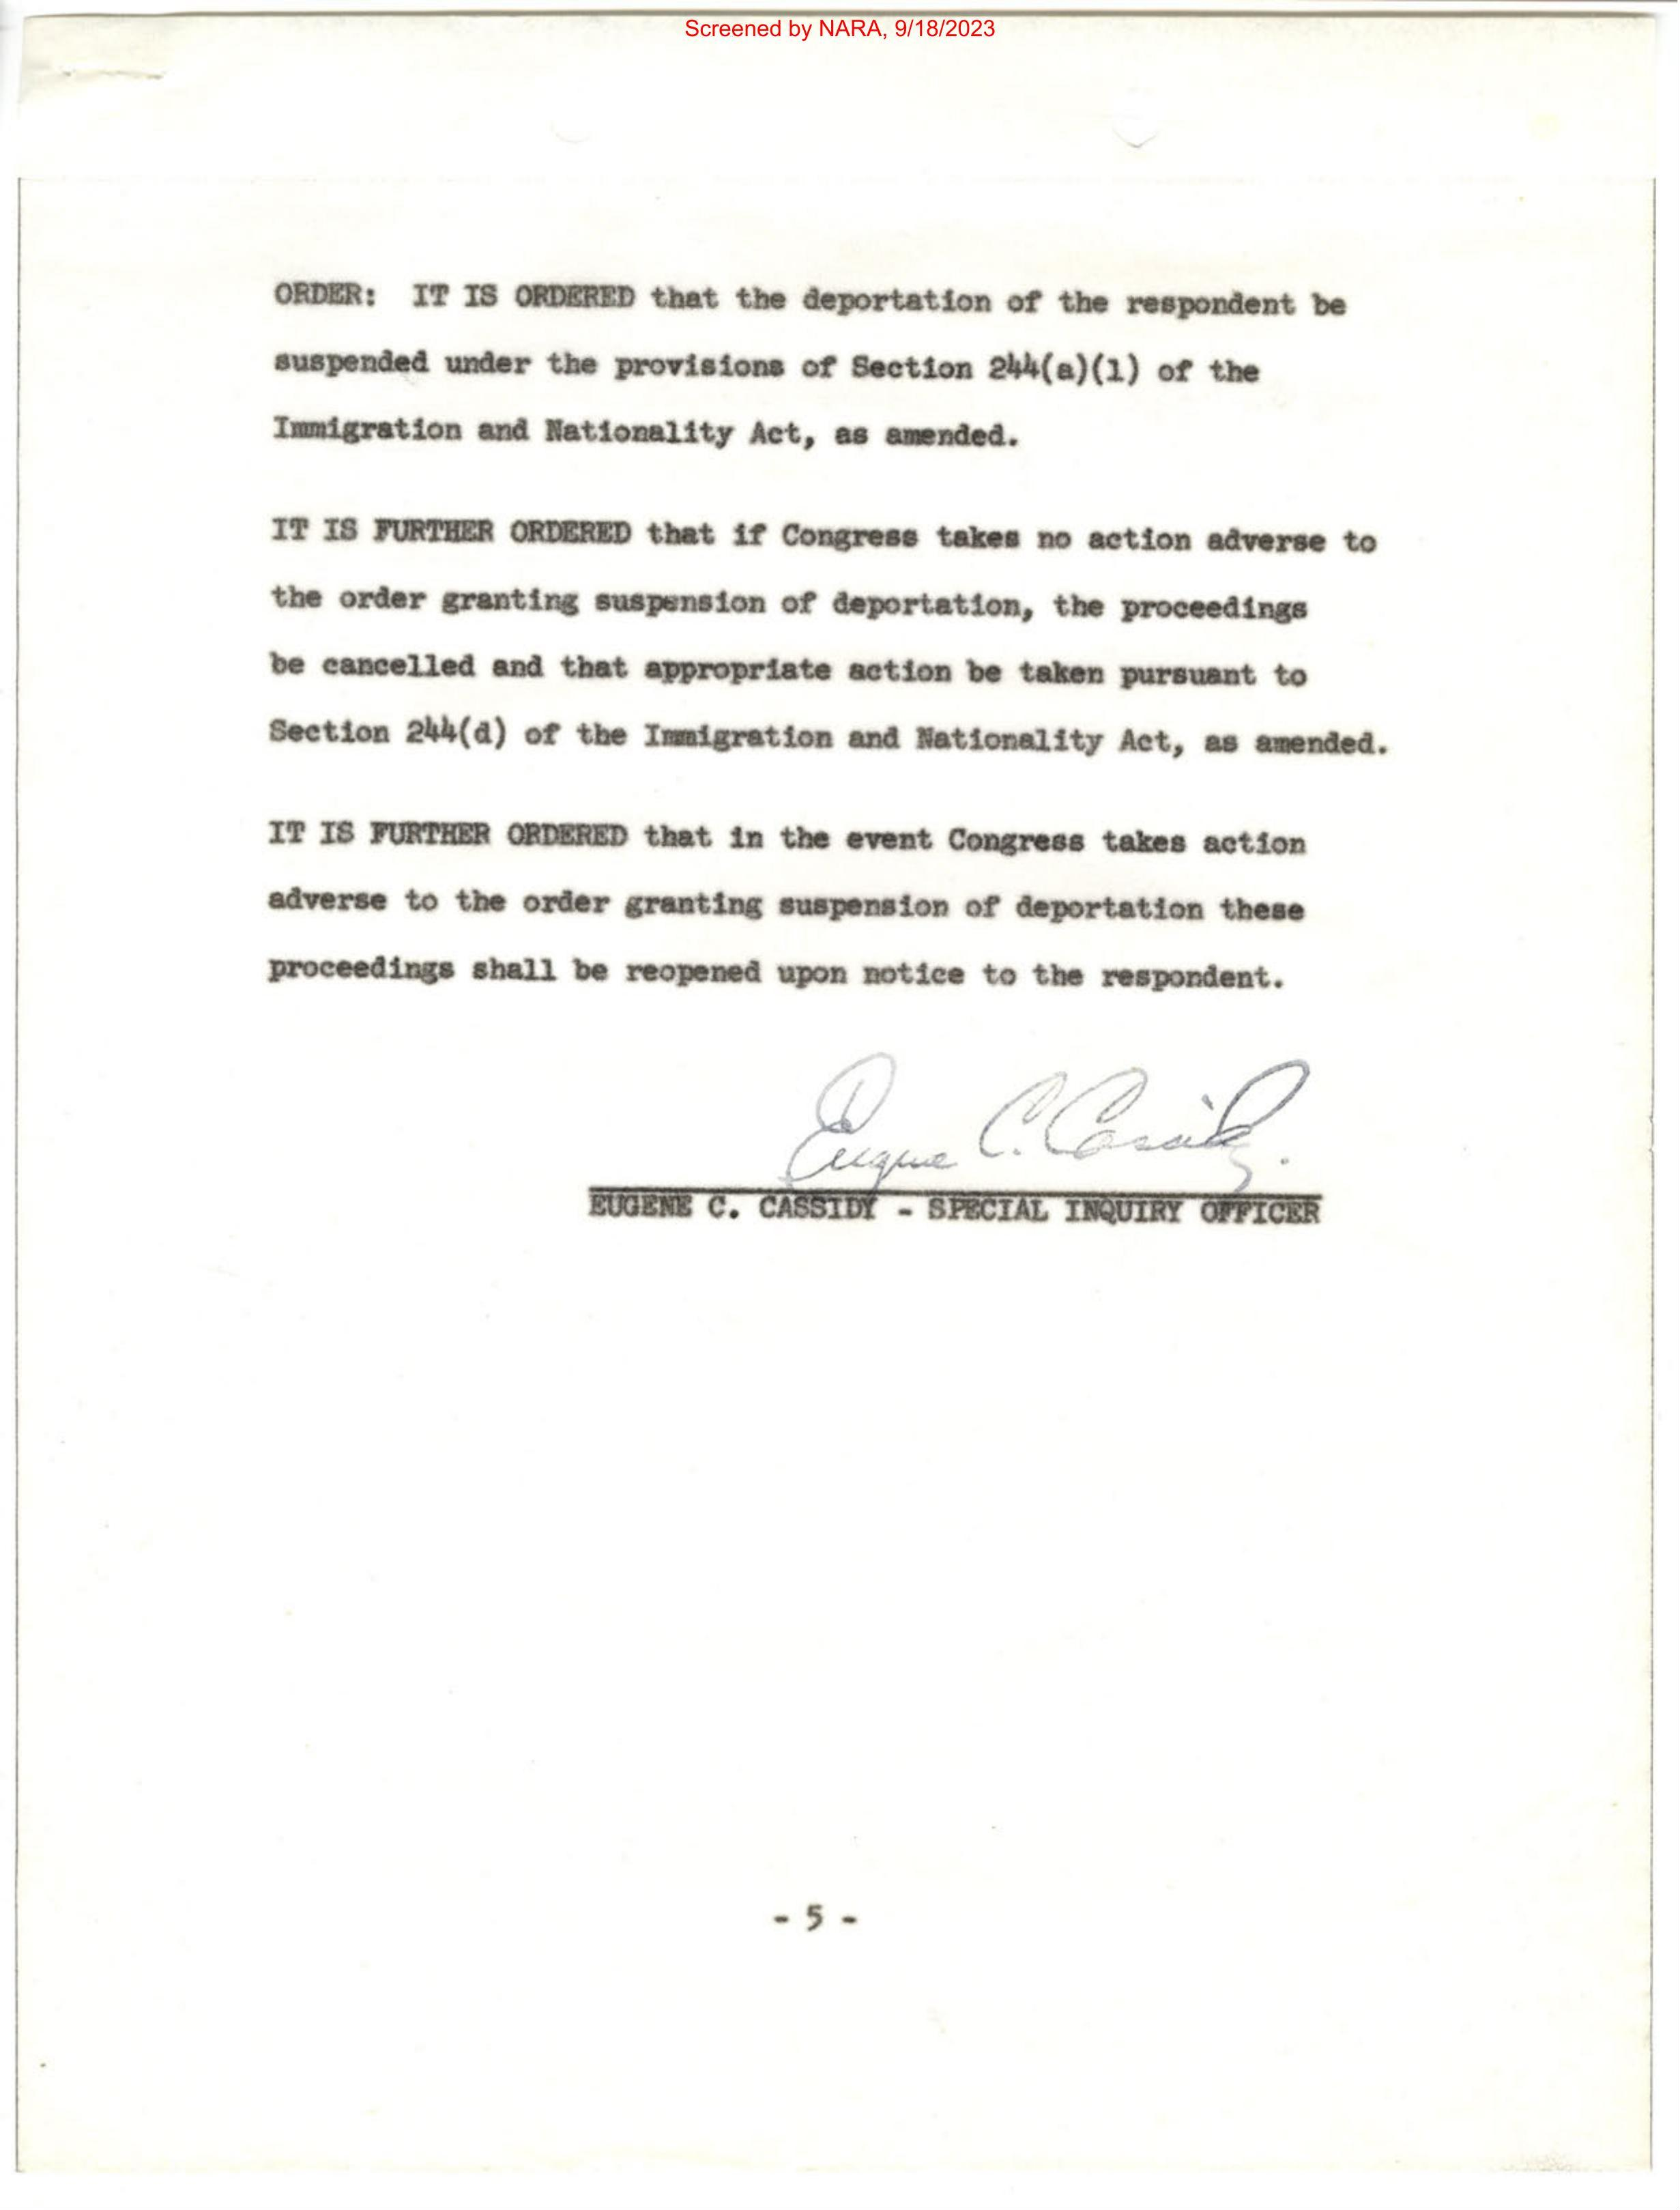 Screened by NARA, 9/18/2023
ORDER: IT IS ORDERED that the deportation of the respondent be
suspended under the provisions of Section 244(a)(1) of the
Immigration and Nationality Act, as amended.
IT IS FURTHER ORDERED that if Congress takes no action adverse to
the order granting suspension of deportation, the proceedings
be cancelled and that appropriate action be taken pursuant to
Section 244(d) of the Immigration and Nationality Act, as amended.
IT IS FURTHER ORDERED that in the event Congress takes action
adverse to the order granting suspension of deportation these
proceedings shall be reopened upon notice to the respondent.
Eugene C. Cassidy.
EUGENE C. CASSIDY - SPECIAL INQUIRY OFFICER
- 5 -